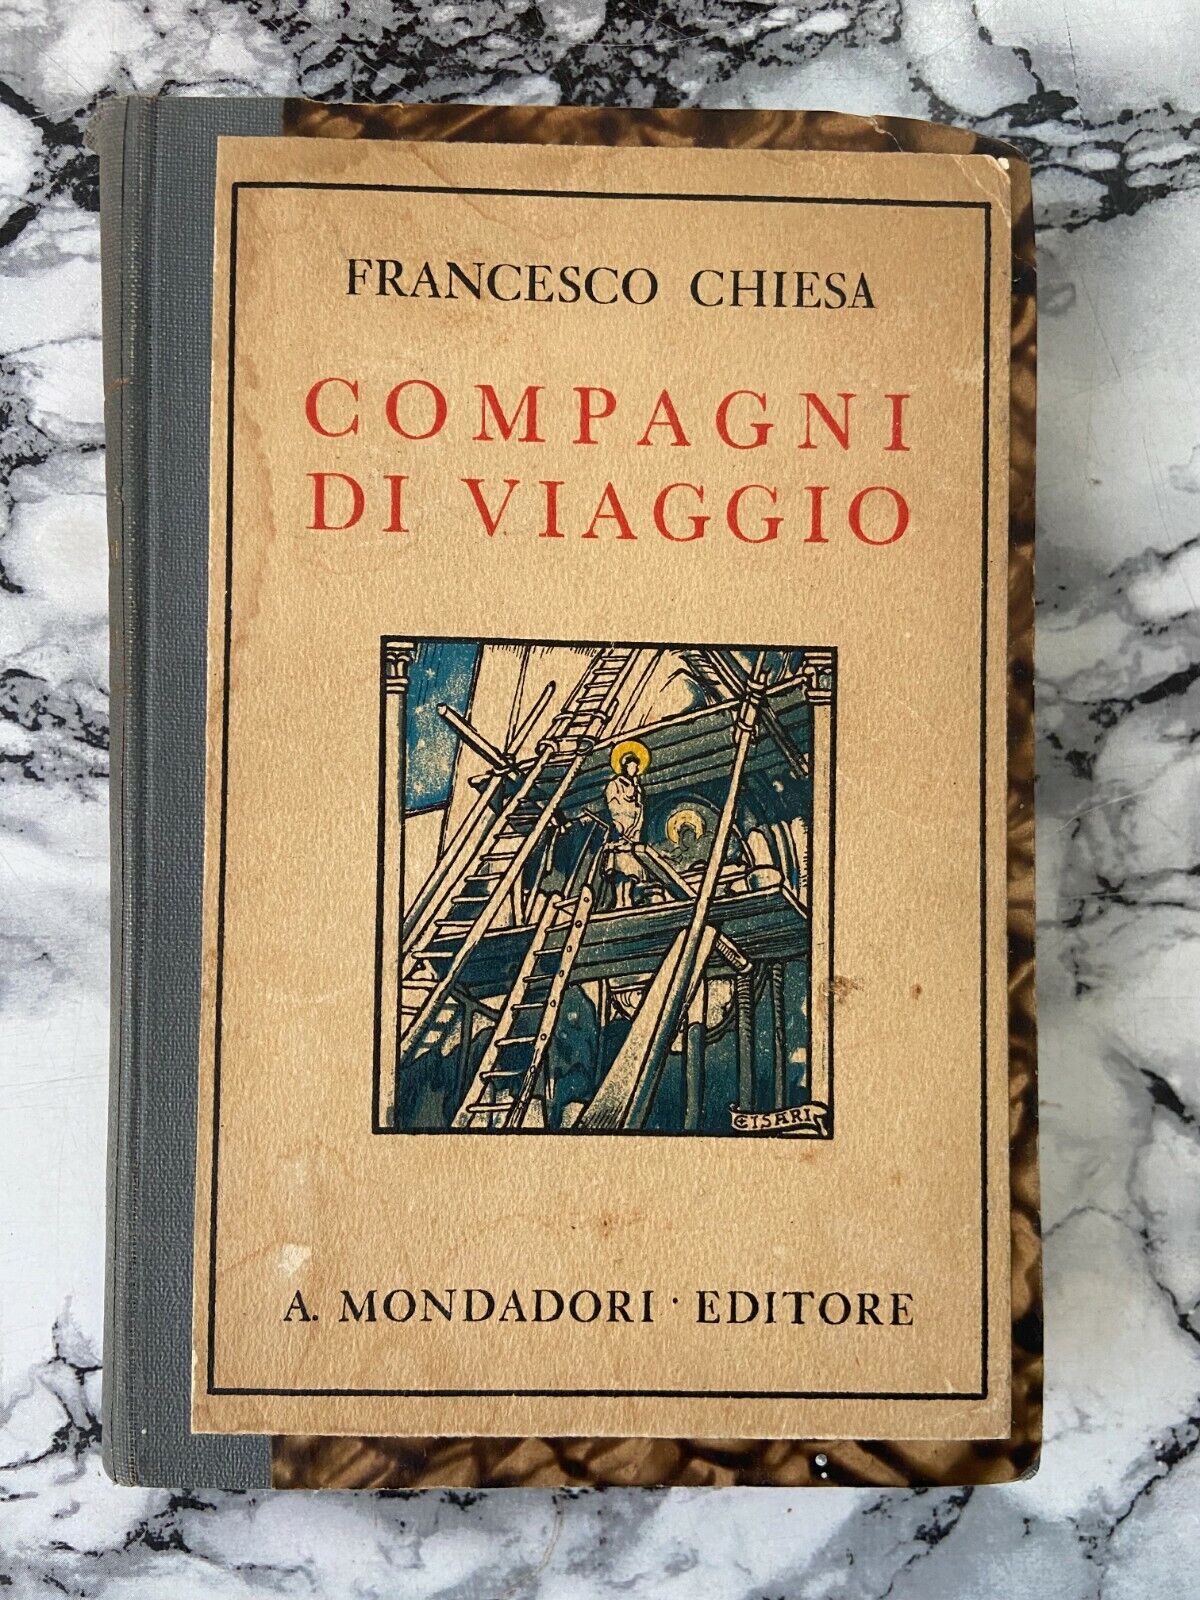 FRANCESCO CHIESA
COMPAGNI
DI VIAGGIO
CISARI
A. MONDADORI · EDITORE